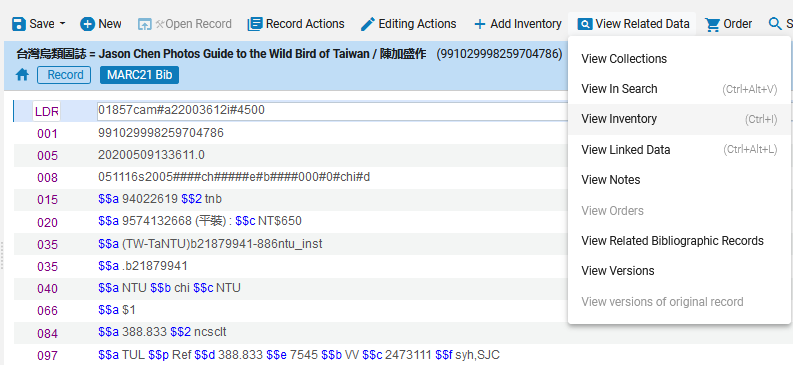 Save New Open Record Record Actions Editing Actions Add Inventory View Related Data Order S
台灣鳥類圖誌 = Jason Chen Photos Guide to the Wild Bird of Taiwan / 陳加盛作 (991029998259704786)
Record MARC21 Bib
LDR 01857cam#a22003612i#4500
001 991029998259704786
005 20200509133611.0
008 051116s2005####ch#####e#b####000#0#chi#d
015 $$a 94022619 $$2 tnb
020 $$a 9574132668 (平裝) : $$c NT$650
035 $$a (TW-TaNTU)b21879941-886ntu_inst
035 $$a .b21879941
040 $$a NTU $$b chi $$c NTU
066 $$a $1
084 $$a 388.833 $$2 ncsclt
097 $$a TUL $$p Ref $$d 388.833 $$e 7545 $$b VV $$c 2473111 $$f syh,SJC
View Collections
View In Search (Ctrl+Alt+V)
View Inventory (Ctrl+I)
View Linked Data (Ctrl+Alt+L)
View Notes
View Orders
View Related Bibliographic Records
View Versions
View versions of original record